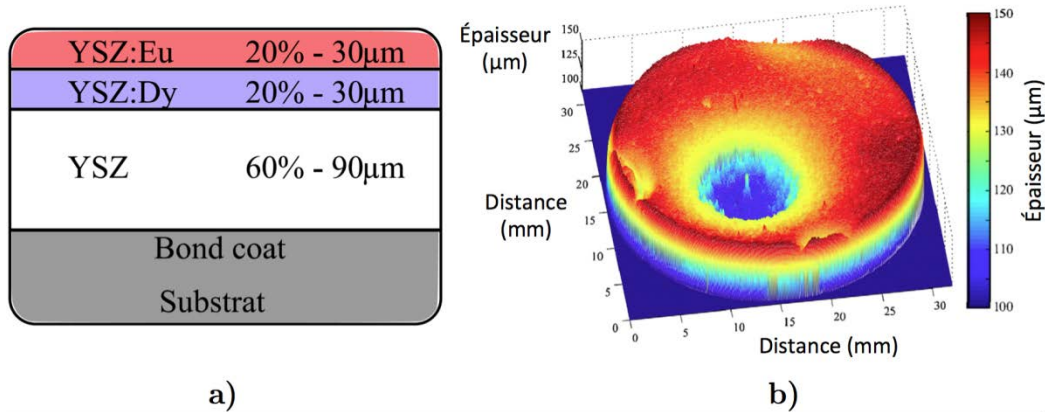 YSZ:Eu 20% - 30µm
YSZ:Dy 20% - 30µm
YSZ 60% - 90µm
Bond coat
Substrat
a)
Épaisseur
(µm)
150
125
100
30
25
20
15
10
5
0
Distance
(mm)
0
5
10
15
20
25
30
Distance (mm)
150
140
130
120
110
100
Épaisseur (µm)
b)